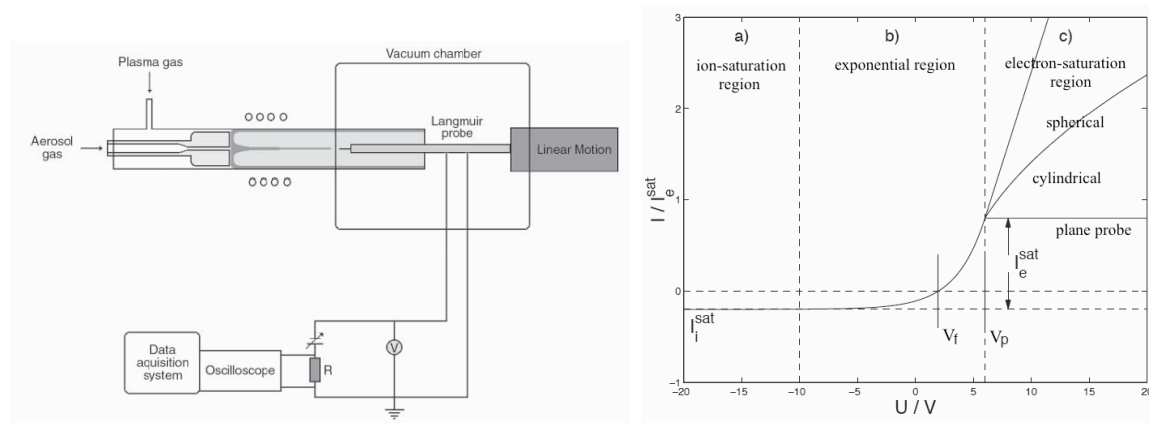 Plasma gas
Aerosol
gas
Vacuum chamber
Langmuir
probe
Linear Motion
Data
aquisition
system
Oscilloscope
R
V
I / I_e^sat
3
2
1
0
−1
a)
b)
c)
ion-saturation
region
exponential region
electron-saturation
region
spherical
cylindrical
plane probe
I_e^sat
I_i^sat
V_f
V_p
−20
−15
−10
−5
0
5
10
15
20
U / V